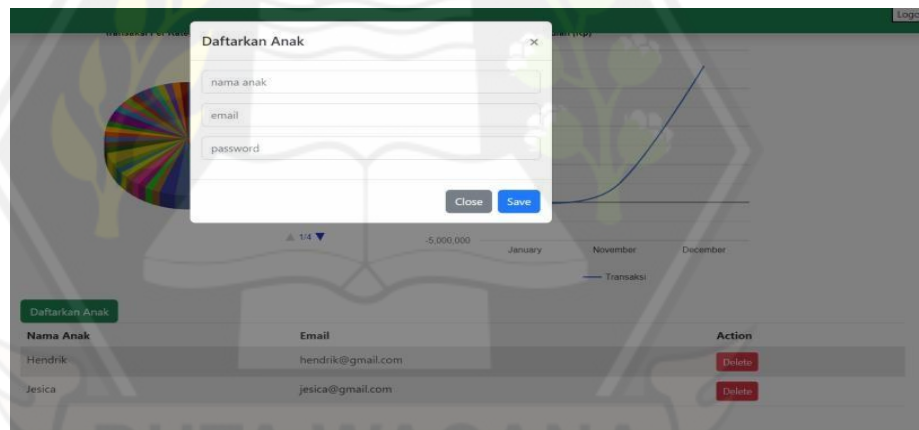 Logo
Daftarkan Anak ×
nama anak
email
password
Close Save
1/4
-5,000,000
January November December
Transaksi
Daftarkan Anak
Nama Anak Email Action
Hendrik hendrik@gmail.com Delete
Jesica jesica@gmail.com Delete